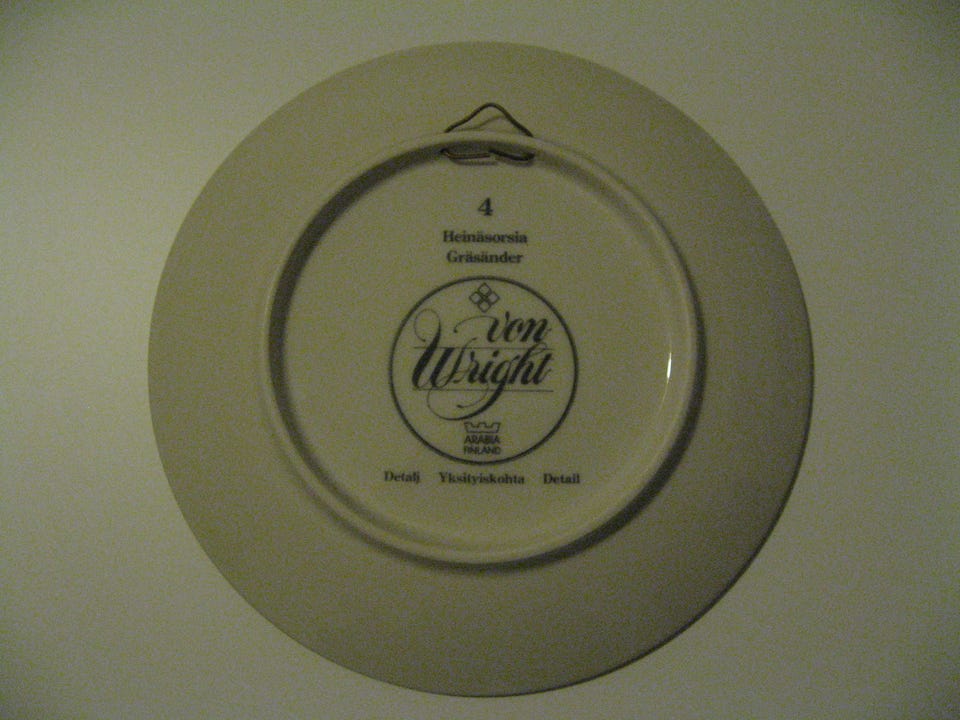 4
Heinäsorsia
Gräsänder
von
Wright
ARABIA
FINLAND
Detalj Yksityiskohta Detail